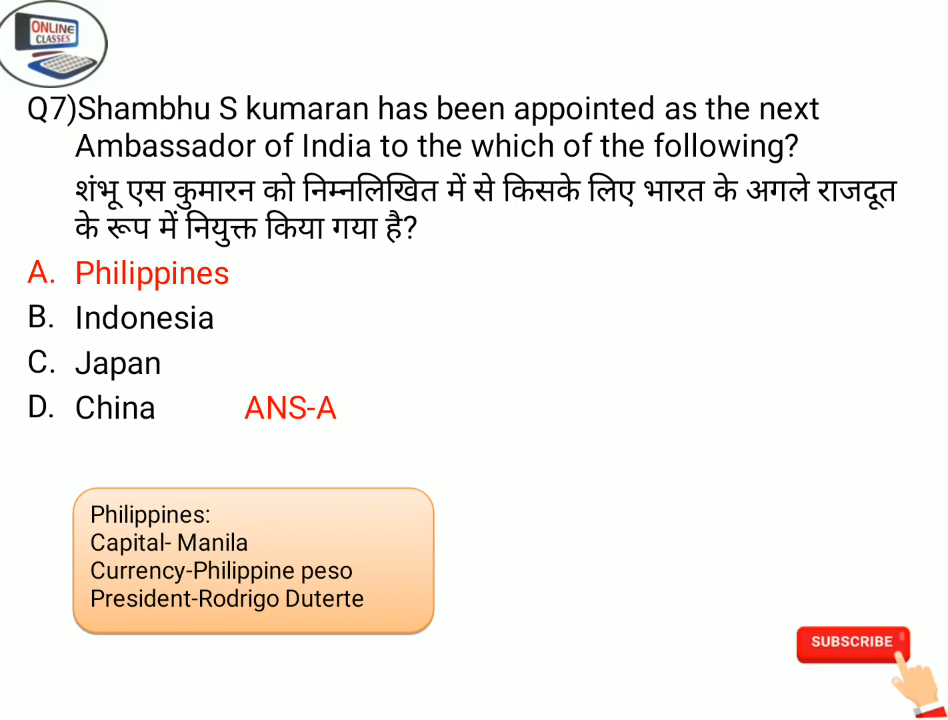 ONLINE
CLASSES
Q7)Shambhu S kumaran has been appointed as the next
Ambassador of India to the which of the following?
शंभू एस कुमारन को निम्नलिखित में से किसके लिए भारत के अगले राजदूत
के रूप में नियुक्त किया गया है?
A. Philippines
B. Indonesia
C. Japan
D. China ANS-A
Philippines:
Capital- Manila
Currency-Philippine peso
President-Rodrigo Duterte
SUBSCRIBE